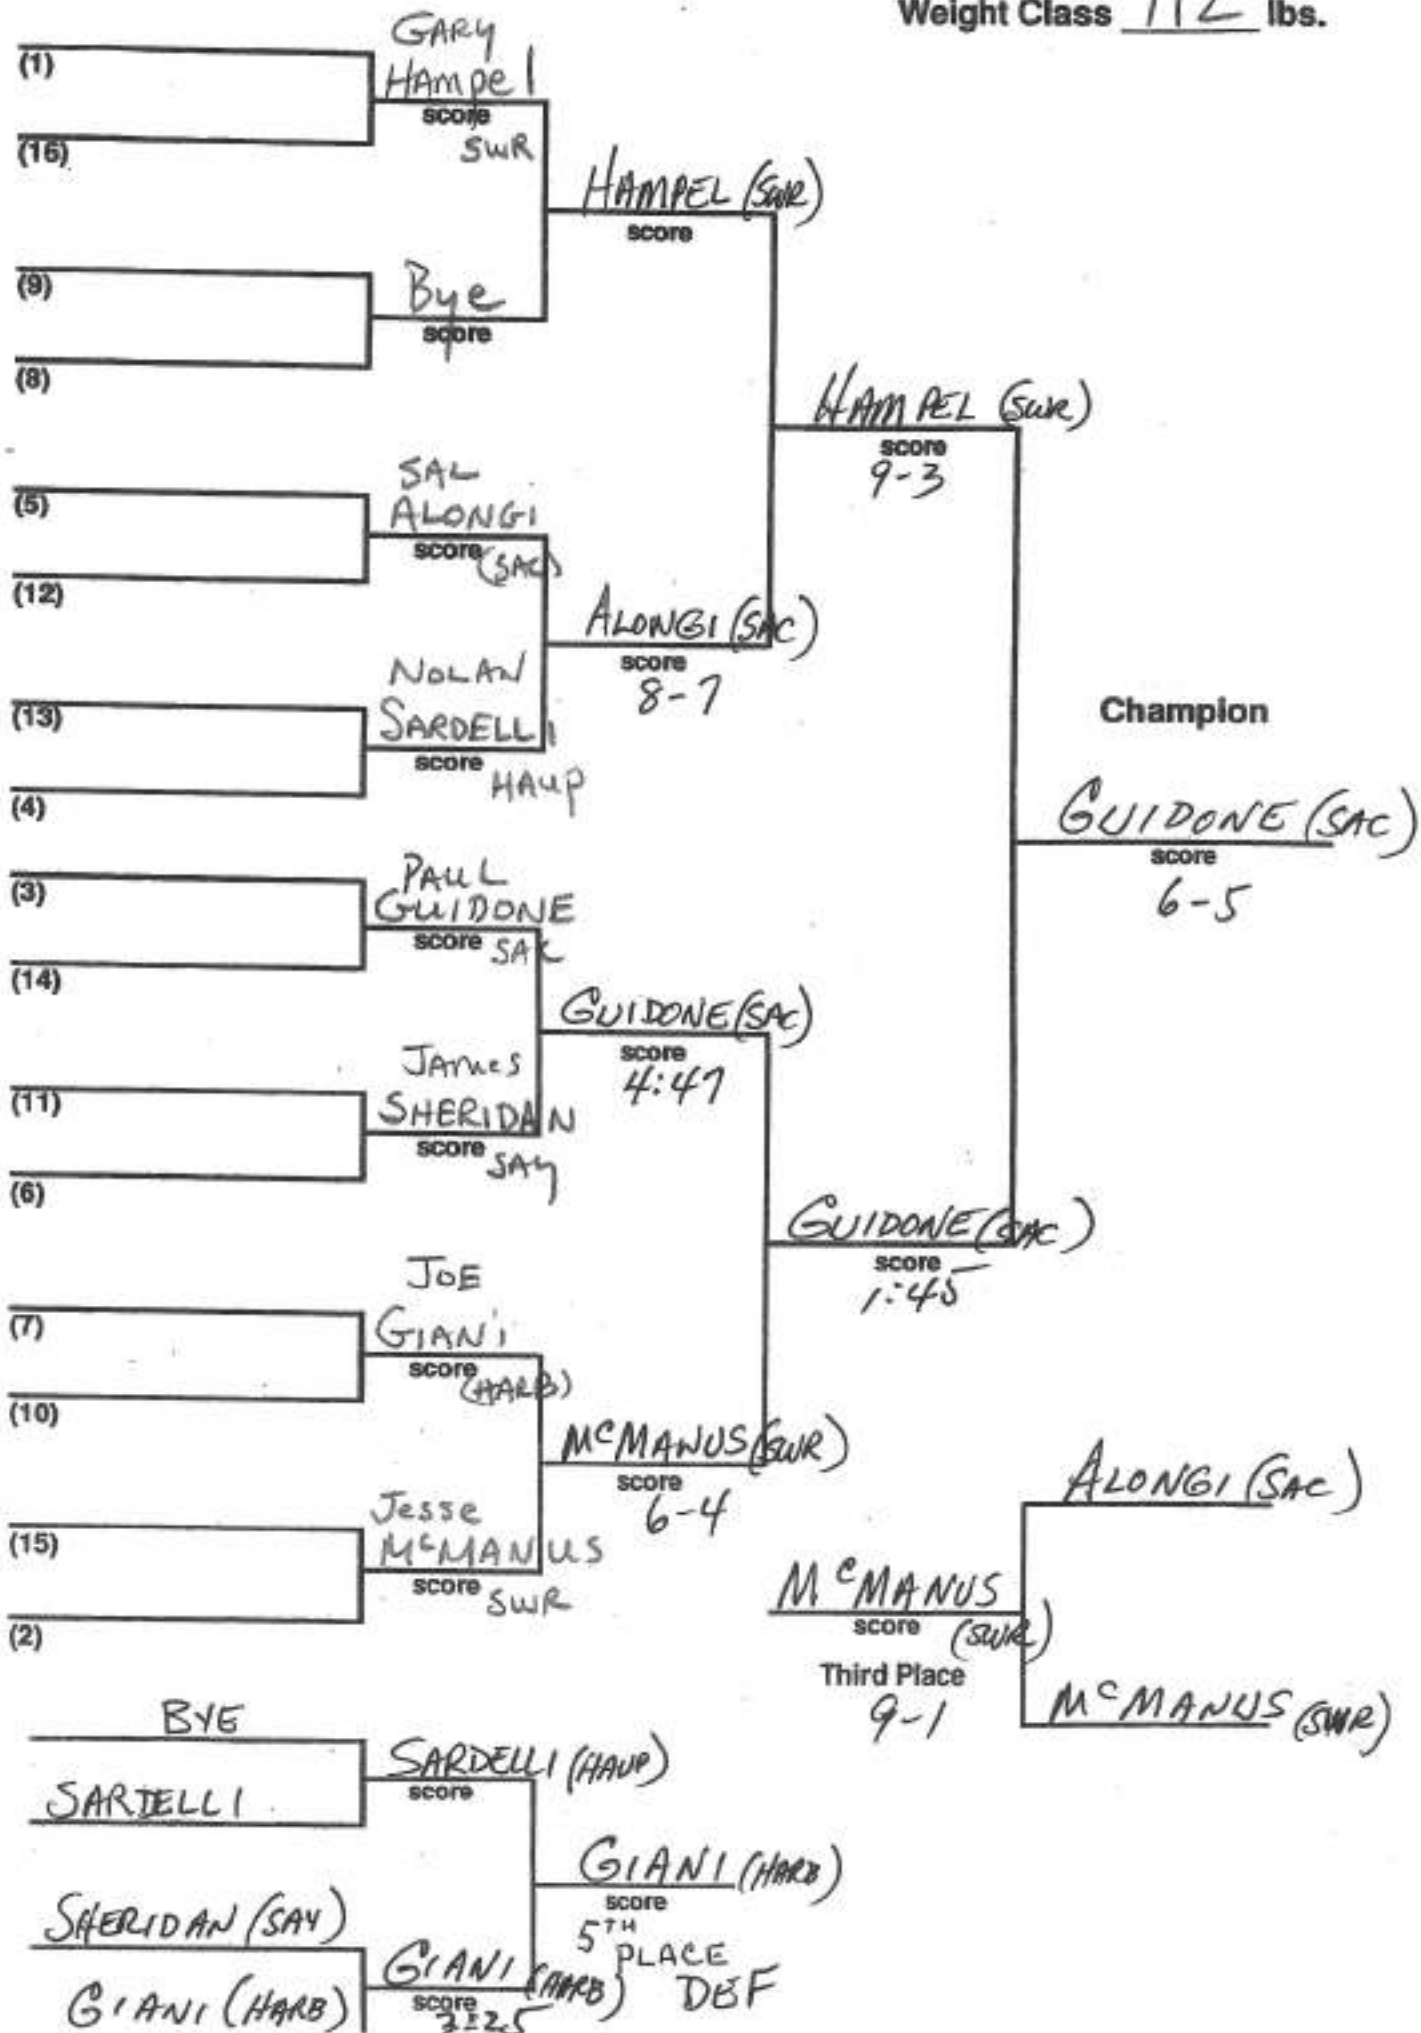 Weight Class 112 lbs.
GARY
(1)
HAMPEl
score
(16)
SWR
HAMPEL (SWR)
score
(9)
Bye
score
(8)
HAMPEL (SWR)
score
9-3
SAL
(5)
ALONGI
score
(SAC)
(12)
ALONGI (SAC)
score
8-7
NOLAN
(13)
SARDELLI
score
HAUP
(4)
Champion
GUIDONE (SAC)
score
6-5
PAUL
(3)
GUIDONE
score SAC
(14)
GUIDONE (SAC)
score
4:47
JAMES
(11)
SHERIDAN
score
SAY
(6)
GUIDONE (SAC)
score
1:45
JOE
(7)
GIANi
score
(HARB)
(10)
McMANUS (SWR)
score
6-4
Jesse
(15)
McMANUS
score SWR
(2)
ALONGI (SAC)
McMANUS
score (SWR)
Third Place
9-1
McMANUS (SWR)
BYE
SARDELLI (HAUP)
score
SARDELLI
GIANI (HARB)
score
5TH PLACE
DEF
SHERIDAN (SAY)
GIANI (HARB)
score
GIANI (HARB)